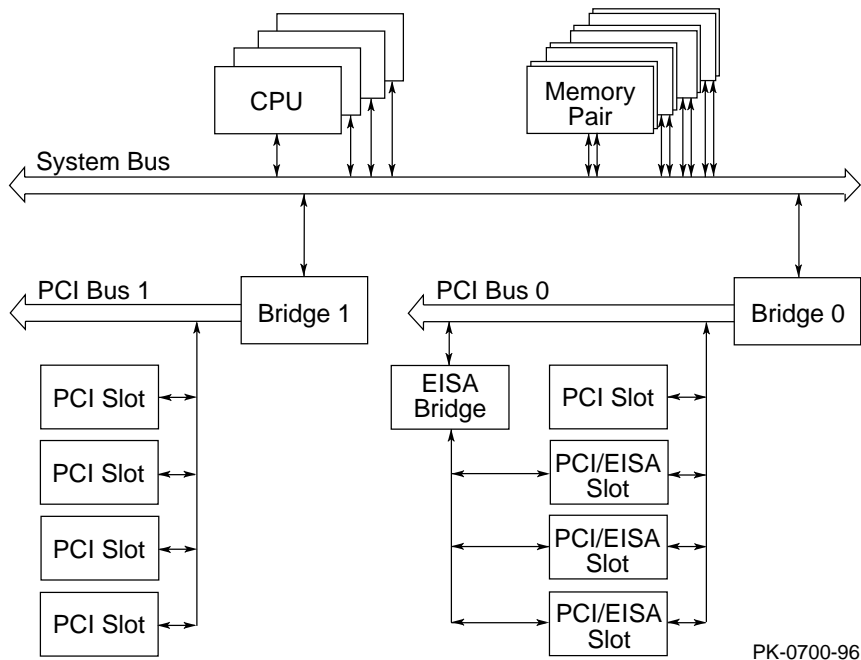 CPU
Memory
Pair
System Bus
PCI Bus 1
Bridge 1
PCI Bus 0
Bridge 0
PCI Slot
PCI Slot
PCI Slot
PCI Slot
EISA
Bridge
PCI Slot
PCI/EISA
Slot
PCI/EISA
Slot
PCI/EISA
Slot
PK-0700-96